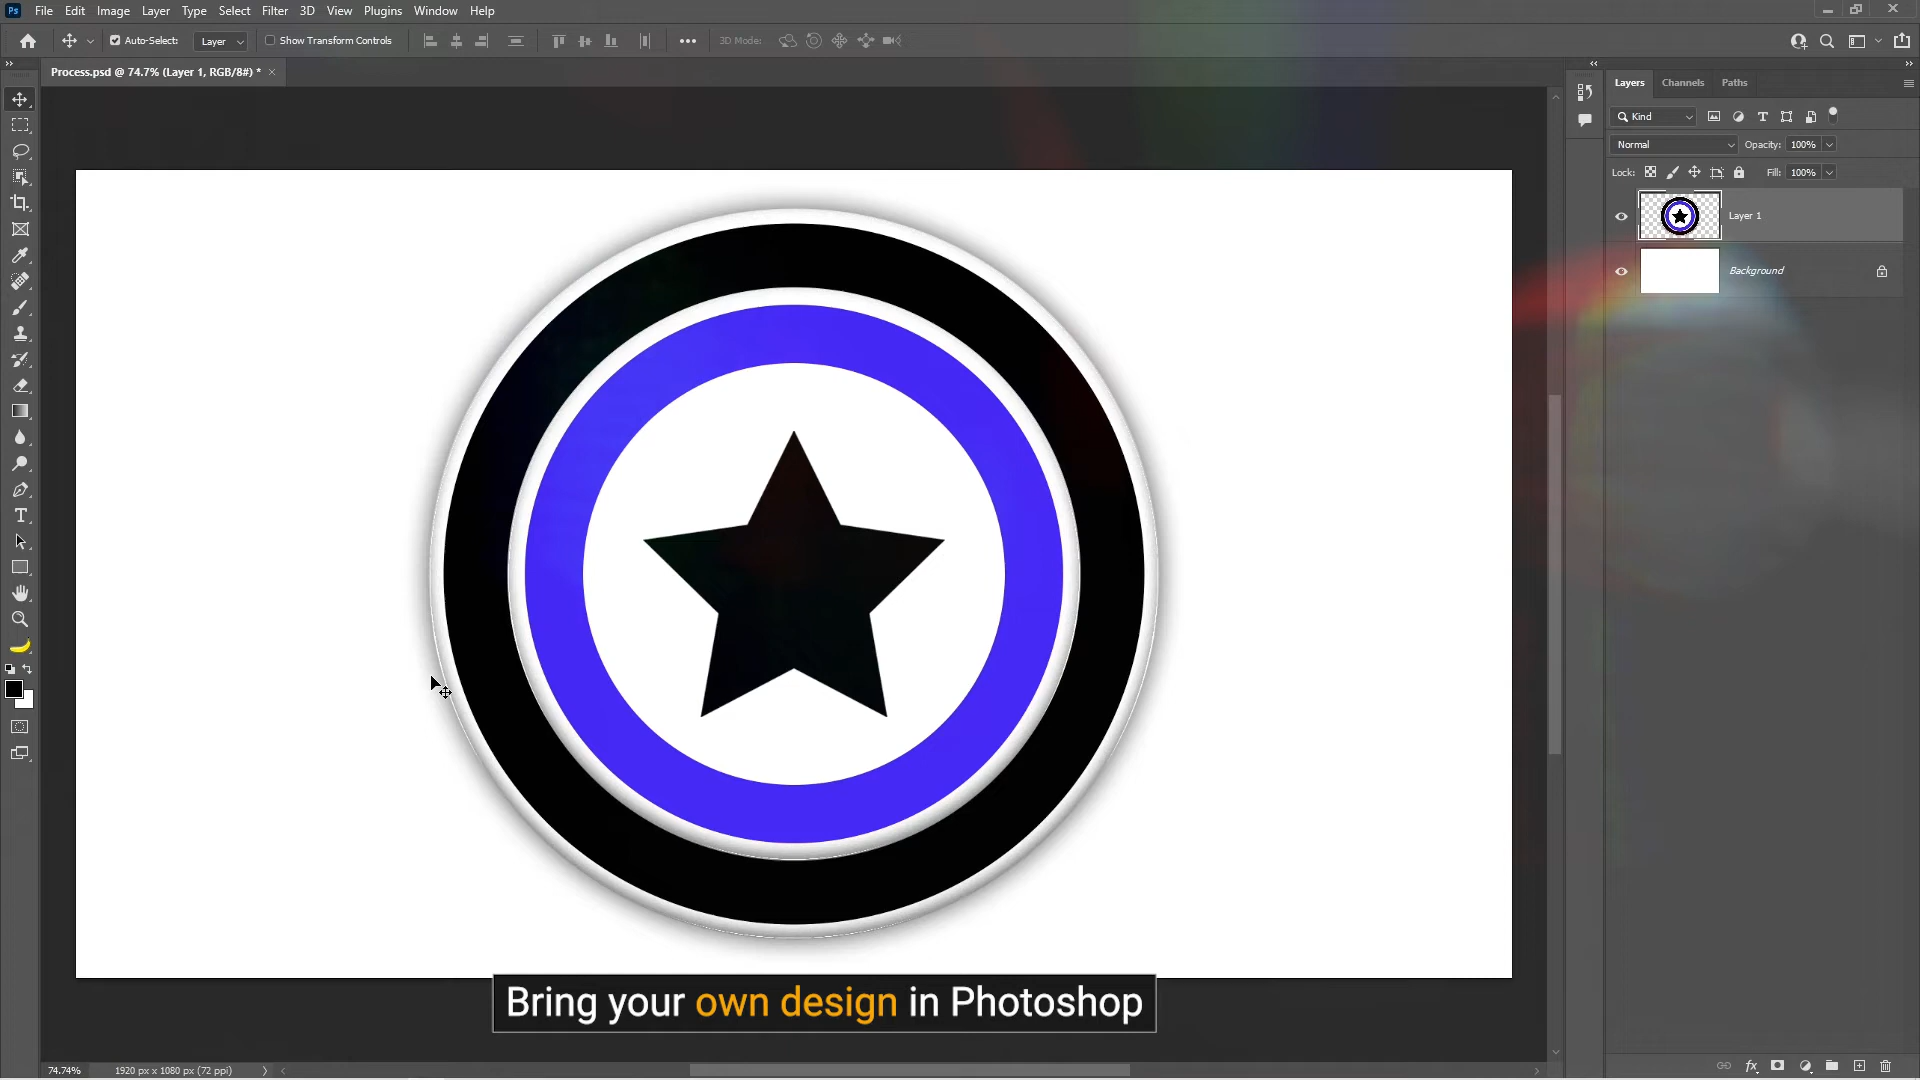 Ps File Edit Image Layer Type Select Filter 3D View Plugins Window Help
Auto-Select: Layer Show Transform Controls 3D Mode:
Process.psd @ 74.7% (Layer 1, RGB/8#) *
Layers Channels Paths
Kind
Normal Opacity: 100%
Lock: Fill: 100%
Layer 1
Background
Bring your own design in Photoshop
74.74% 1920 px x 1080 px (72 ppi)
fx